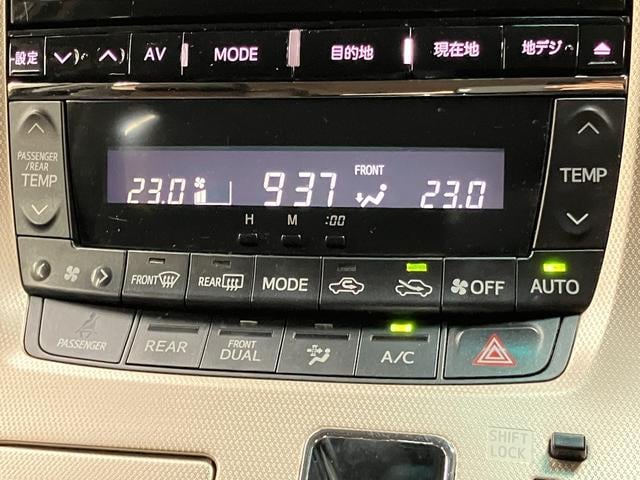 設定 AV MODE 目的地 現在地 地デジ
PASSENGER
/REAR
TEMP
TEMP
FRONT
23.0 9 37 23.0
H M :00
FRONT REAR MODE OFF AUTO
PASSENGER REAR FRONT
DUAL A/C
SHIFT
LOCK